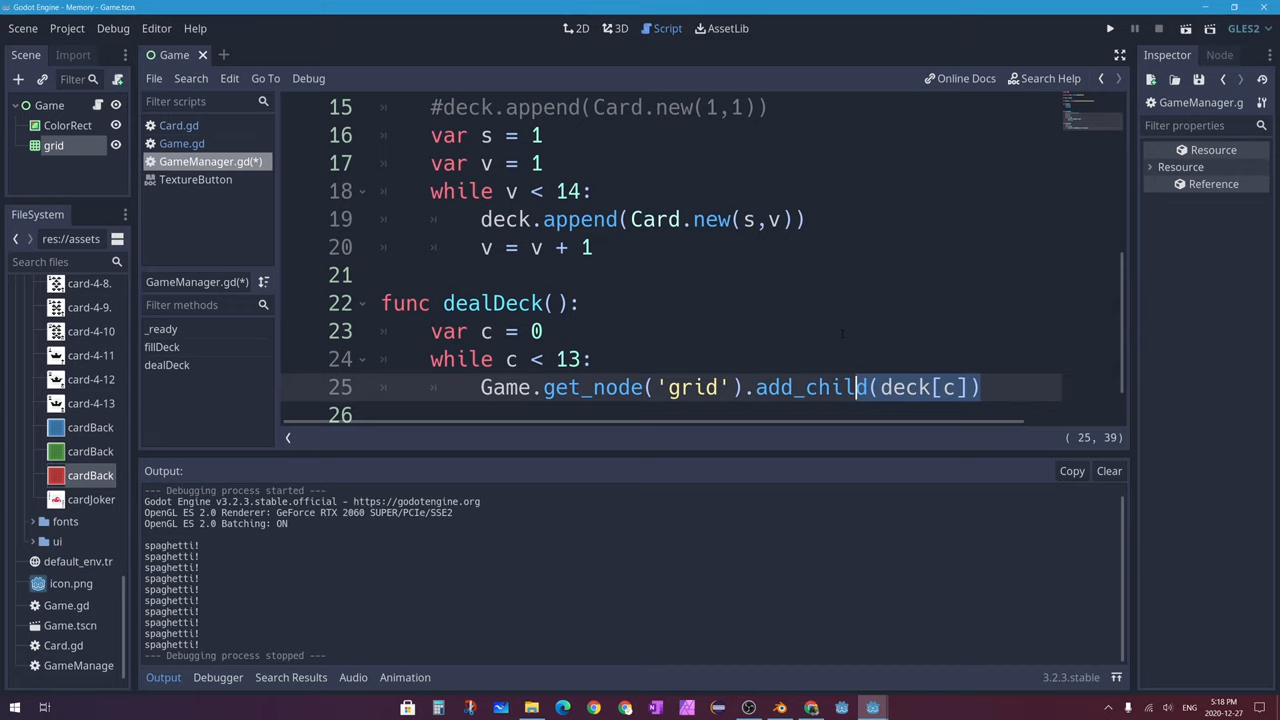 Godot Engine - Memory - Game.tscn
Scene Project Debug Editor Help
2D 3D Script AssetLib
GLES2
Scene Import
Filter
Game
ColorRect
grid
FileSystem
res://assets
Search files
card-4-8.
card-4-9.
card-4-10
card-4-11
card-4-12
card-4-13
cardBack
cardBack
cardBack
cardJoker
fonts
ui
default_env.tr
icon.png
Game.gd
Game.tscn
Card.gd
GameManage
Game
File Search Edit Go To Debug
Online Docs Search Help
Filter scripts
Card.gd
Game.gd
GameManager.gd(*)
TextureButton
GameManager.gd(*)
Filter methods
_ready
fillDeck
dealDeck
15 #deck.append(Card.new(1,1))
16 var s = 1
17 var v = 1
18 while v < 14:
19 deck.append(Card.new(s,v))
20 v = v + 1
21
22 func dealDeck():
23 var c = 0
24 while c < 13:
25 Game.get_node('grid').add_child(deck[c])
26
( 25, 39)
Output:
Copy Clear
--- Debugging process started ---
Godot Engine v3.2.3.stable.official - https://godotengine.org
OpenGL ES 2.0 Renderer: GeForce RTX 2060 SUPER/PCIe/SSE2
OpenGL ES 2.0 Batching: ON
spaghetti!
spaghetti!
spaghetti!
spaghetti!
spaghetti!
spaghetti!
spaghetti!
spaghetti!
spaghetti!
spaghetti!
--- Debugging process stopped ---
Output Debugger Search Results Audio Animation
3.2.3.stable
Inspector Node
GameManager.g
Filter properties
Resource
Resource
Reference
5:18 PM
2020-12-27